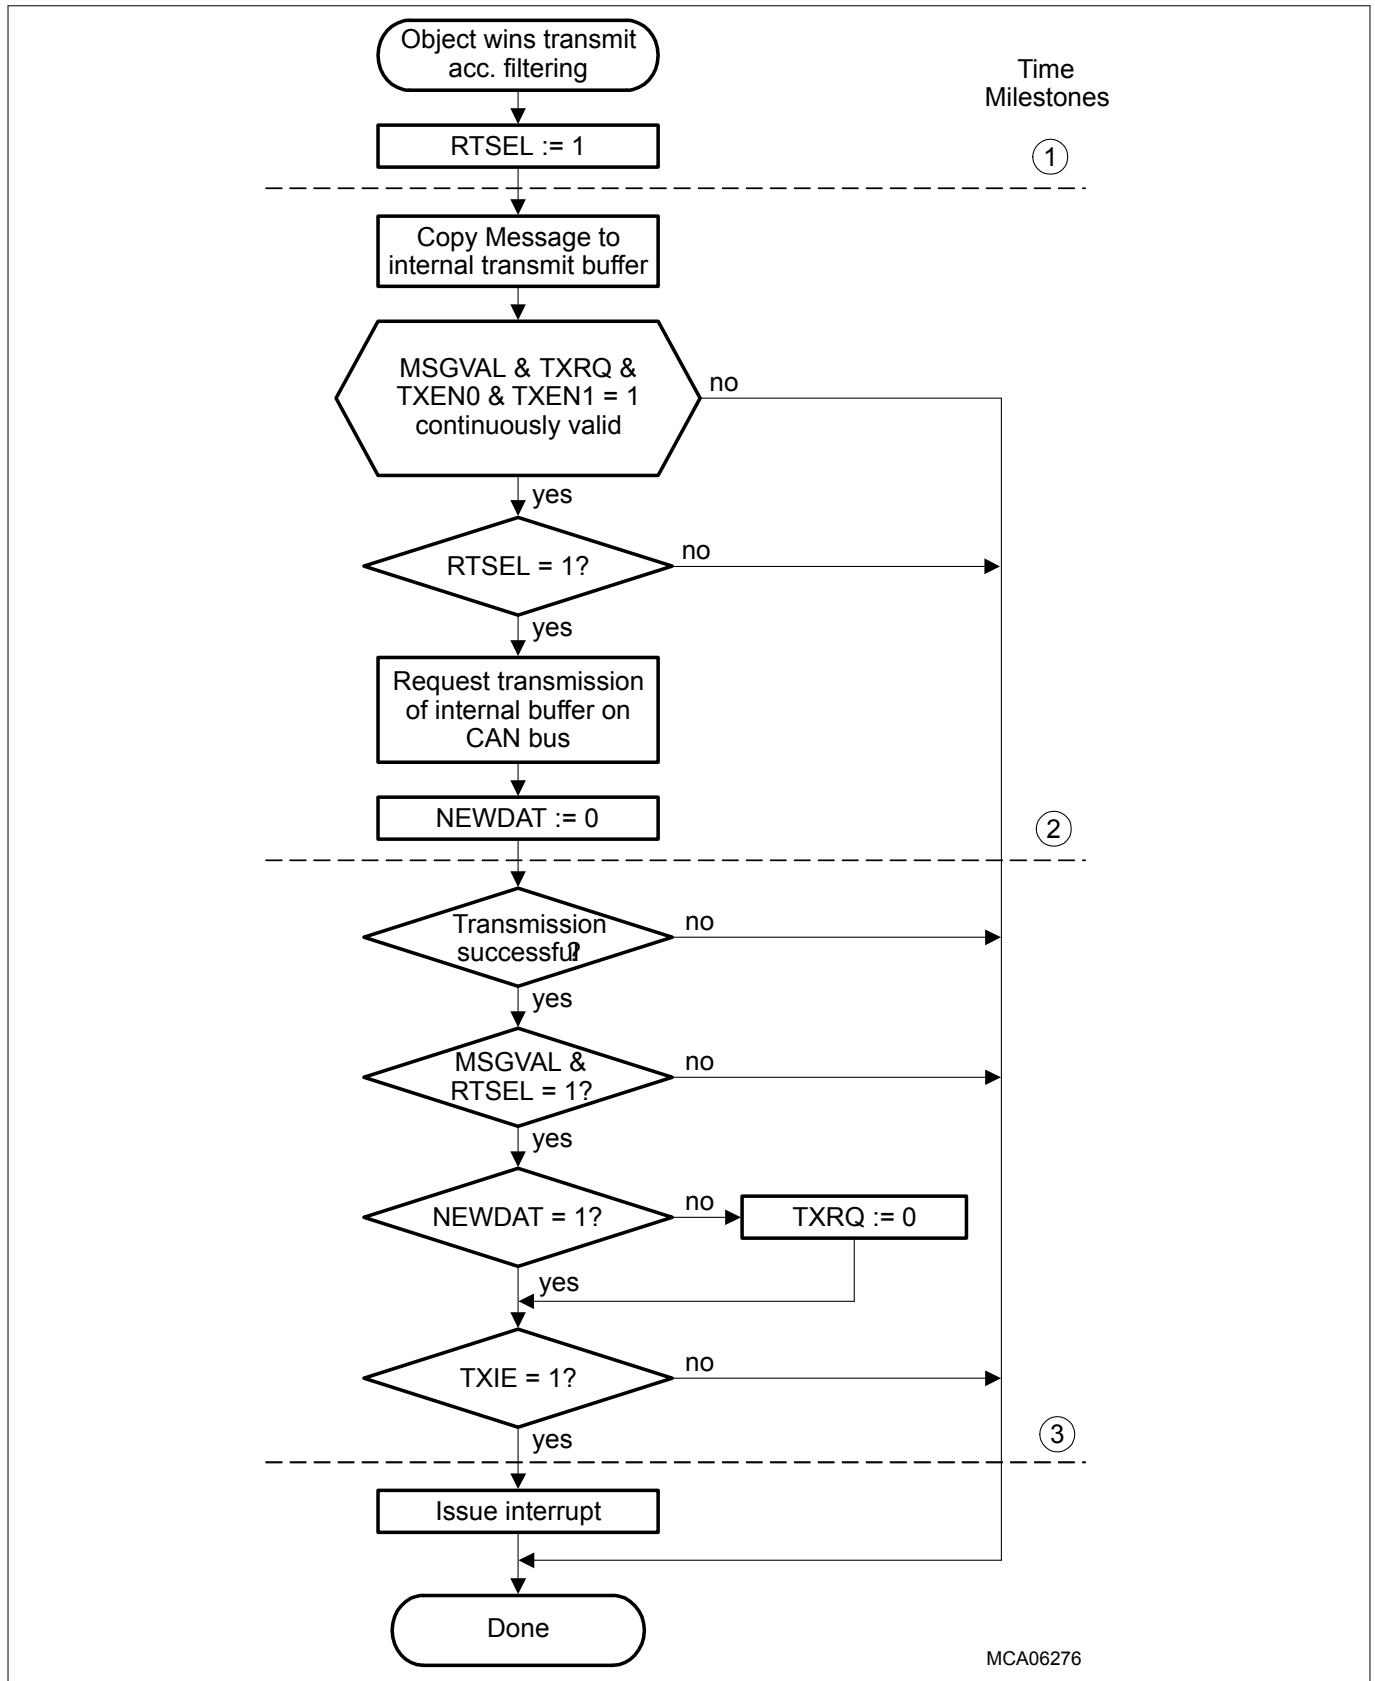 Object wins transmit
acc. filtering
Time
Milestones
RTSEL := 1
1
Copy Message to
internal transmit buffer
MSGVAL & TXRQ &
TXEN0 & TXEN1 = 1
continuously valid
no
yes
RTSEL = 1?
no
yes
Request transmission
of internal buffer on
CAN bus
NEWDAT := 0
2
Transmission
successful?
no
yes
MSGVAL &
RTSEL = 1?
no
yes
NEWDAT = 1?
no
TXRQ := 0
yes
TXIE = 1?
no
yes
3
Issue interrupt
Done
MCA06276